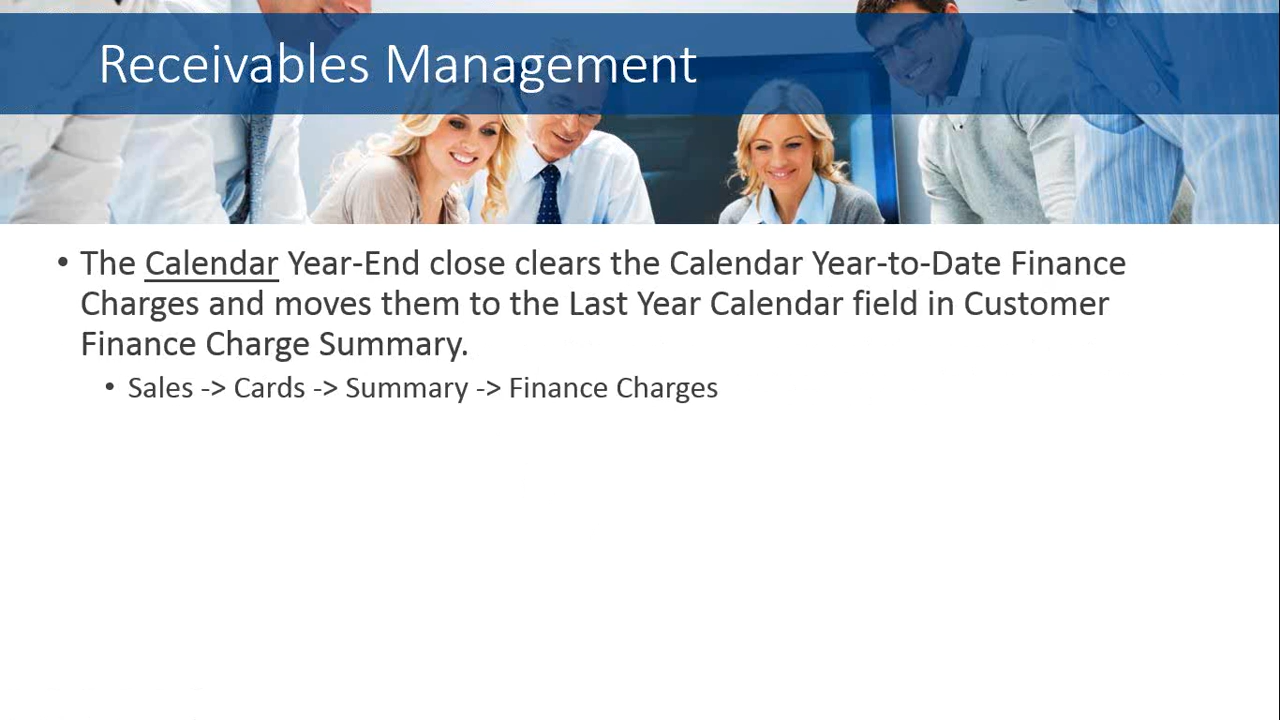 Receivables Management
• The Calendar Year-End close clears the Calendar Year-to-Date Finance
Charges and moves them to the Last Year Calendar field in Customer
Finance Charge Summary.
• Sales -> Cards -> Summary -> Finance Charges